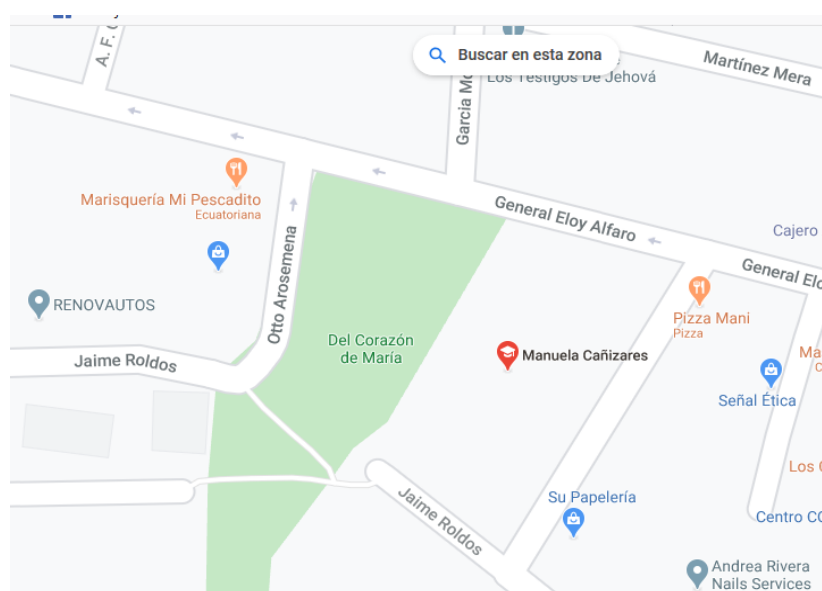 Buscar en esta zona
Los Testigos De Jehová
Martínez Mera
A. F.
Garcia
Marisquería Mi Pescadito
Ecuatoriana
General Eloy Alfaro
Cajero
General
Otto Arosemena
RENOVAUTOS
Pizza Mani
Pizza
Del Corazón
de María
Manuela Cañizares
Jaime Roldos
Señal Ética
Los
Su Papelería
Jaime Roldos
Centro
Andrea Rivera
Nails Services